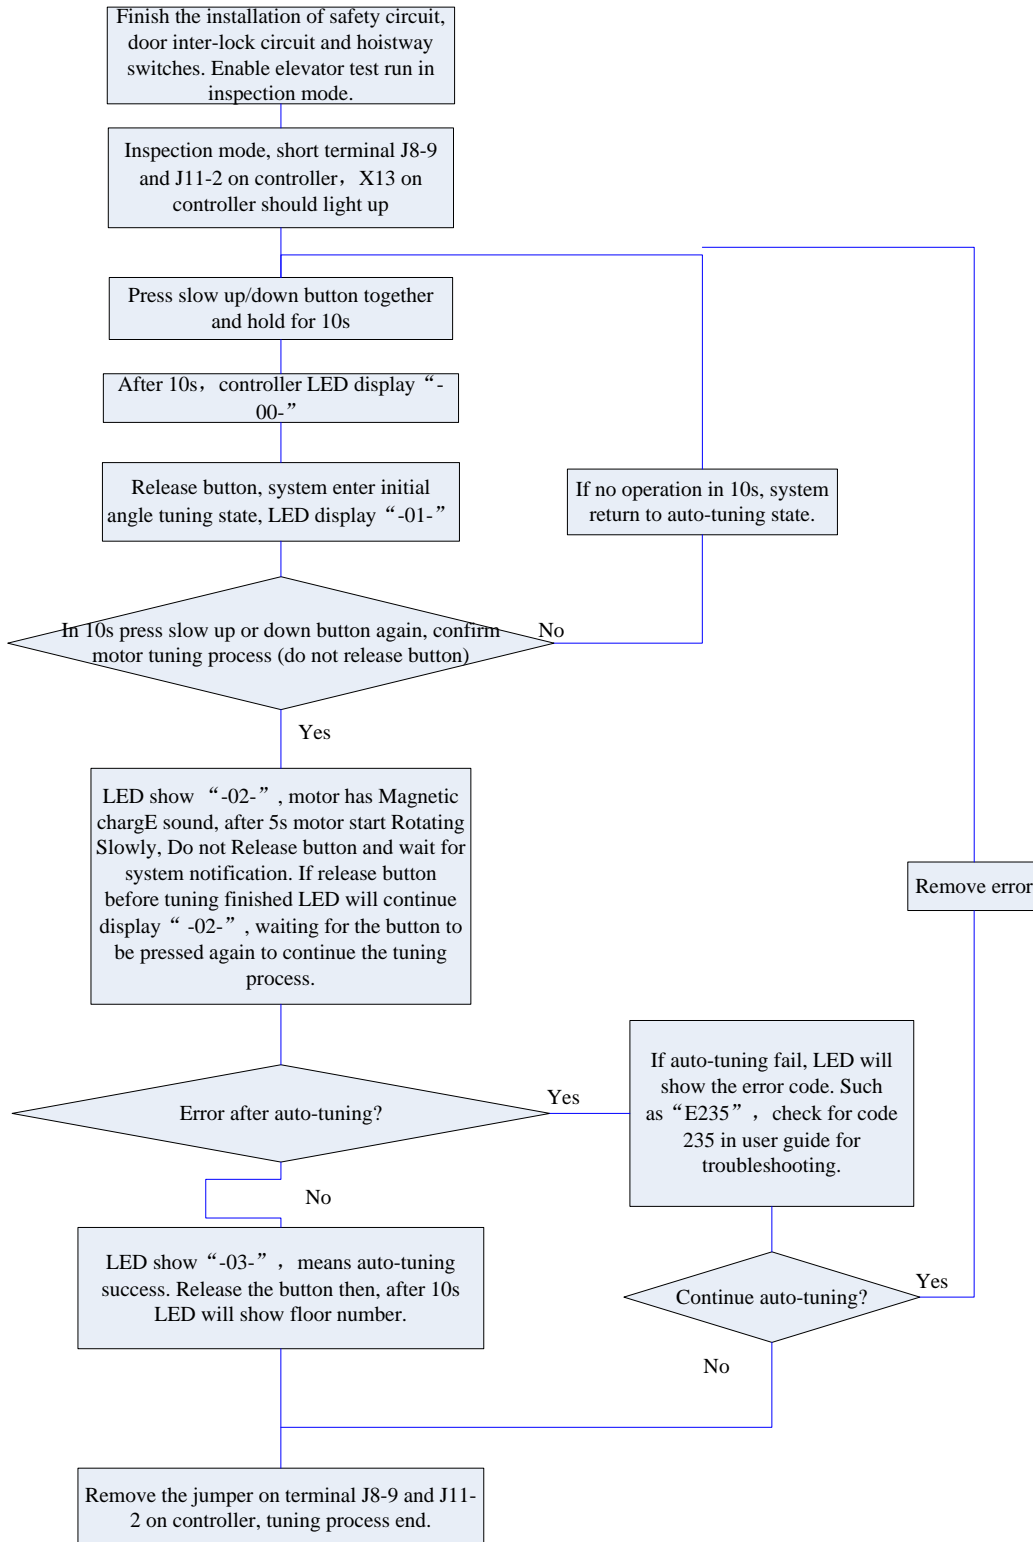 Finish the installation of safety circuit,
door inter-lock circuit and hoistway
switches. Enable elevator test run in
inspection mode.
Inspection mode, short terminal J8-9
and J11-2 on controller，X13 on
controller should light up
Press slow up/down button together
and hold for 10s
After 10s，controller LED display “-
00-”
Release button, system enter initial
angle tuning state, LED display “-01-”
If no operation in 10s, system
return to auto-tuning state.
In 10s press slow up or down button again, confirm
motor tuning process (do not release button)
No
Yes
LED show “-02-”, motor has Magnetic
chargE sound, after 5s motor start Rotating
Slowly, Do not Release button and wait for
system notification. If release button
before tuning finished LED will continue
display “ -02-”, waiting for the button to
be pressed again to continue the tuning
process.
Remove error
Error after auto-tuning?
Yes
If auto-tuning fail, LED will
show the error code. Such
as “E235”，check for code
235 in user guide for
troubleshooting.
No
LED show “-03-”，means auto-tuning
success. Release the button then, after 10s
LED will show floor number.
Continue auto-tuning?
Yes
No
Remove the jumper on terminal J8-9 and J11-
2 on controller, tuning process end.